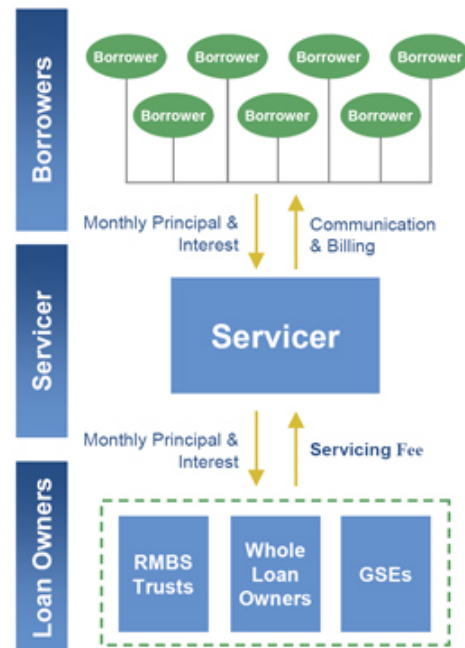 Borrowers
Borrower
Borrower
Borrower
Borrower
Borrower
Borrower
Borrower
Monthly Principal &
Interest
Communication
& Billing
Servicer
Servicer
Monthly Principal &
Interest
Servicing Fee
Loan Owners
RMBS
Trusts
Whole
Loan
Owners
GSEs